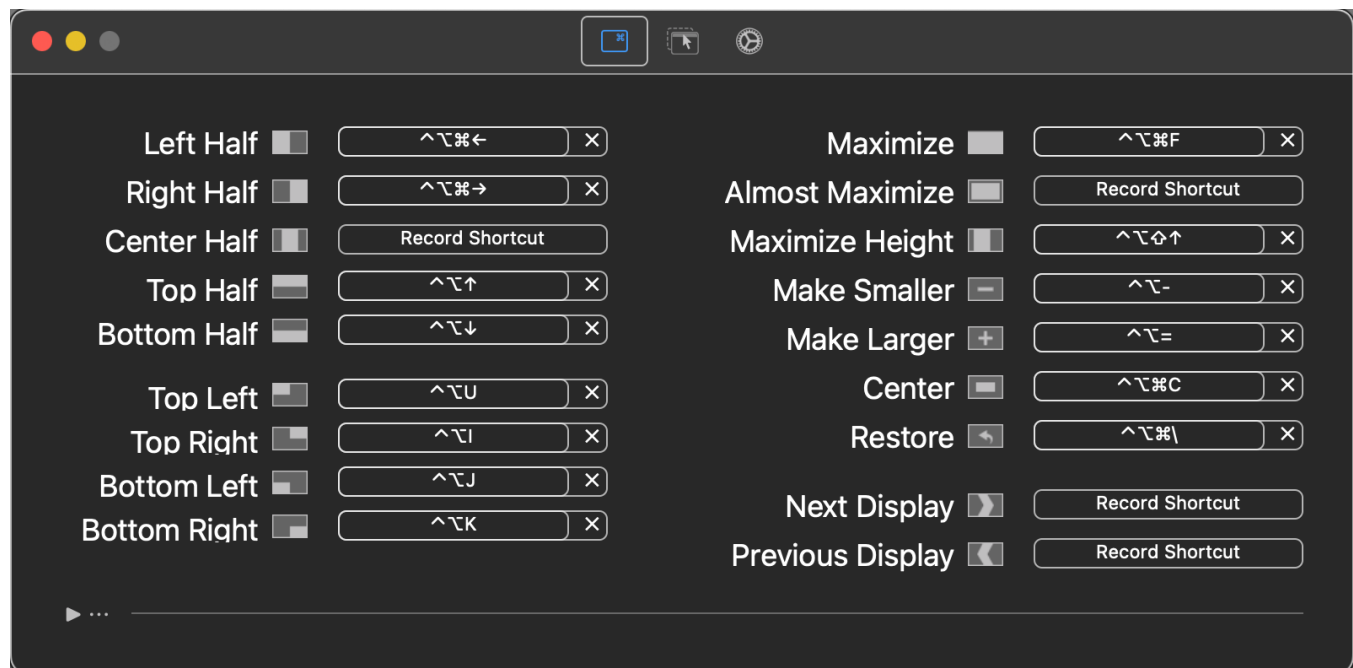 Left Half ^⌥⌘←
Right Half ^⌥⌘→
Center Half Record Shortcut
Top Half ^⌥↑
Bottom Half ^⌥↓
Top Left ^⌥U
Top Right ^⌥I
Bottom Left ^⌥J
Bottom Right ^⌥K
Maximize ^⌥⌘F
Almost Maximize Record Shortcut
Maximize Height ^⌥⇧↑
Make Smaller ^⌥-
Make Larger ^⌥=
Center ^⌥⌘C
Restore ^⌥⌘\
Next Display Record Shortcut
Previous Display Record Shortcut
...